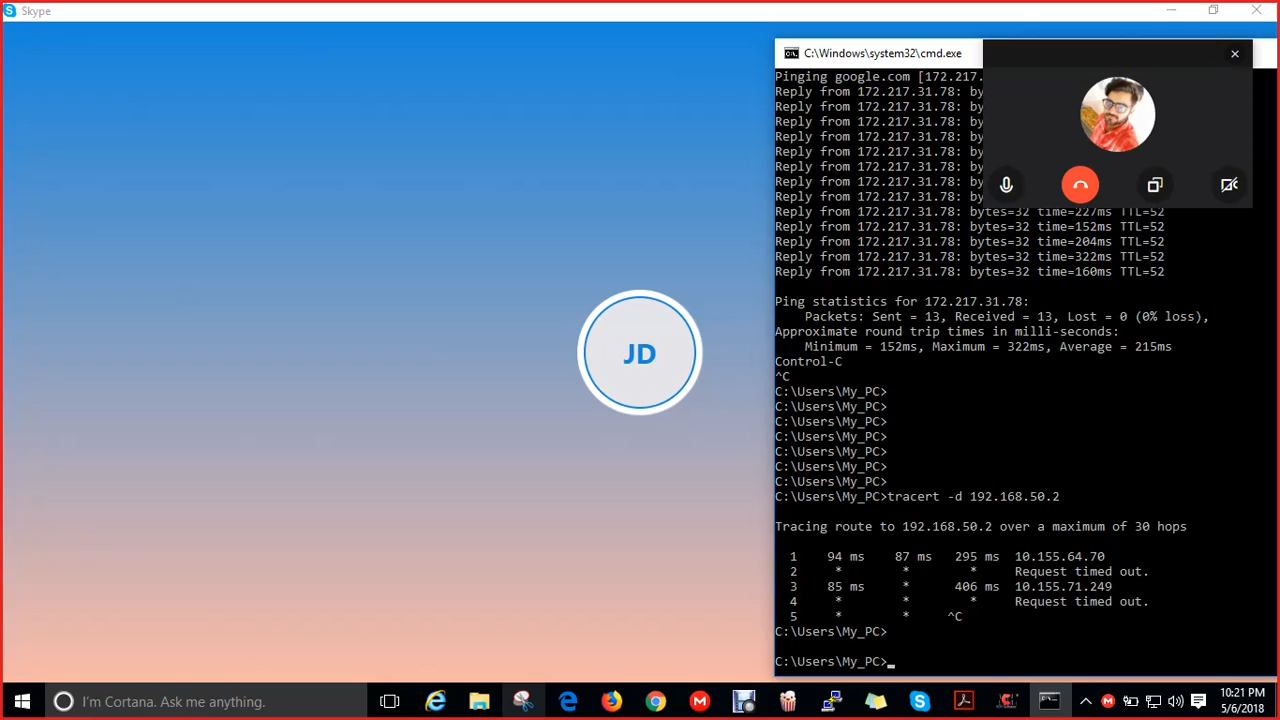 Skype
C:\Windows\system32\cmd.exe
Pinging google.com [172.217.
Reply from 172.217.31.78: by
Reply from 172.217.31.78: by
Reply from 172.217.31.78: by
Reply from 172.217.31.78: by
Reply from 172.217.31.78: by
Reply from 172.217.31.78: by
Reply from 172.217.31.78: by
Reply from 172.217.31.78: by
Reply from 172.217.31.78: bytes=32 time=227ms TTL=52
Reply from 172.217.31.78: bytes=32 time=152ms TTL=52
Reply from 172.217.31.78: bytes=32 time=204ms TTL=52
Reply from 172.217.31.78: bytes=32 time=322ms TTL=52
Reply from 172.217.31.78: bytes=32 time=160ms TTL=52
Ping statistics for 172.217.31.78:
Packets: Sent = 13, Received = 13, Lost = 0 (0% loss),
Approximate round trip times in milli-seconds:
Minimum = 152ms, Maximum = 322ms, Average = 215ms
Control-C
^C
C:\Users\My_PC>
C:\Users\My_PC>
C:\Users\My_PC>
C:\Users\My_PC>
C:\Users\My_PC>
C:\Users\My_PC>
C:\Users\My_PC>
C:\Users\My_PC>tracert -d 192.168.50.2
Tracing route to 192.168.50.2 over a maximum of 30 hops
1 94 ms 87 ms 295 ms 10.155.64.70
2 * * * Request timed out.
3 85 ms * 406 ms 10.155.71.249
4 * * * Request timed out.
5 * * ^C
C:\Users\My_PC>
C:\Users\My_PC>_
JD
I'm Cortana. Ask me anything.
10:21 PM
5/6/2018